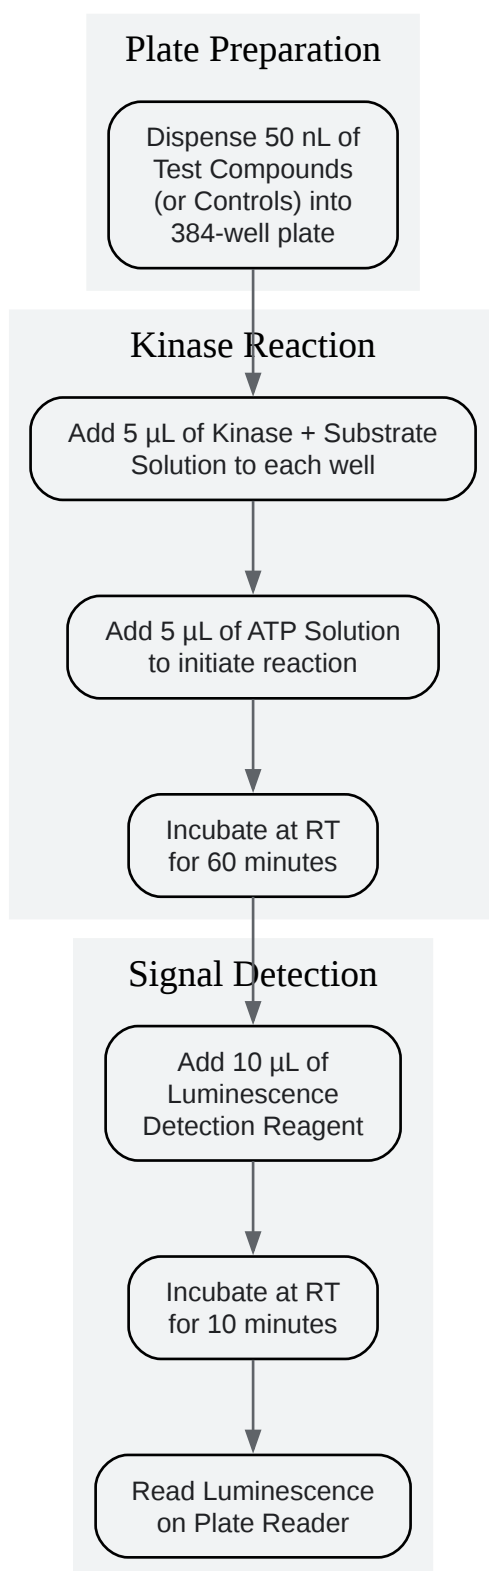 Plate Preparation
Dispense 50 nL of
Test Compounds
(or Controls) into
384-well plate
Kinase Reaction
Add 5 µL of Kinase + Substrate
Solution to each well
Add 5 µL of ATP Solution
to initiate reaction
Incubate at RT
for 60 minutes
Signal Detection
Add 10 µL of
Luminescence
Detection Reagent
Incubate at RT
for 10 minutes
Read Luminescence
on Plate Reader